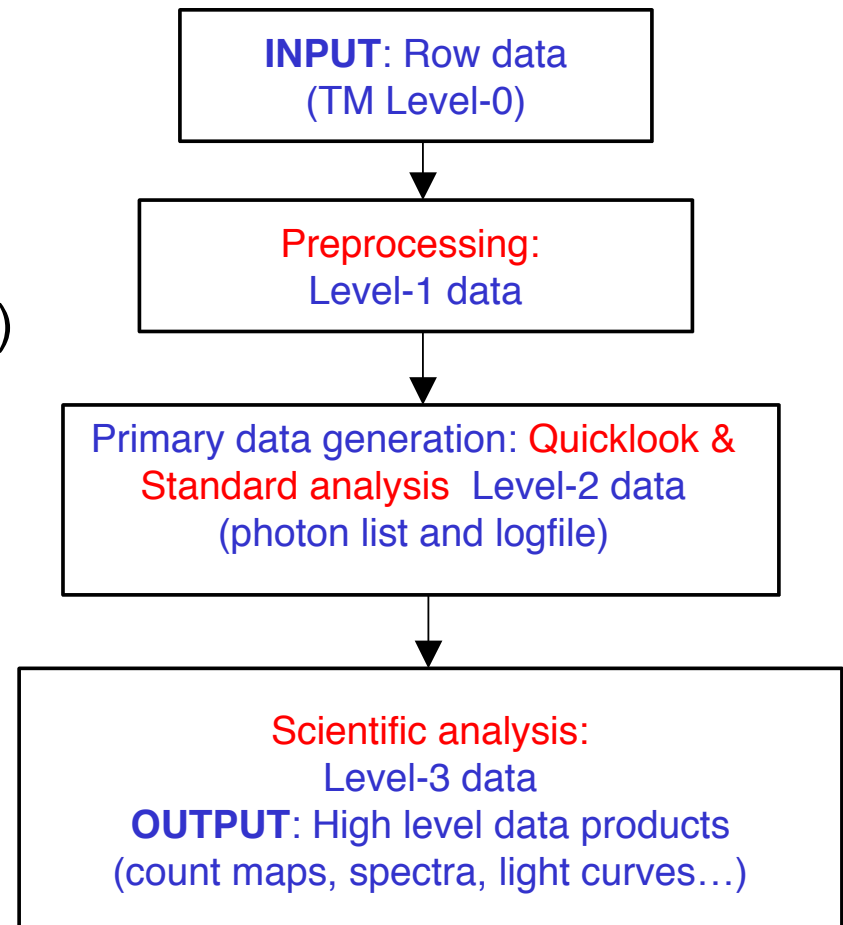 INPUT: Row data
(TM Level-0)
Preprocessing:
Level-1 data
)
Primary data generation: Quicklook &
Standard analysis Level-2 data
(photon list and logfile)
Scientific analysis:
Level-3 data
OUTPUT: High level data products
(count maps, spectra, light curves…)